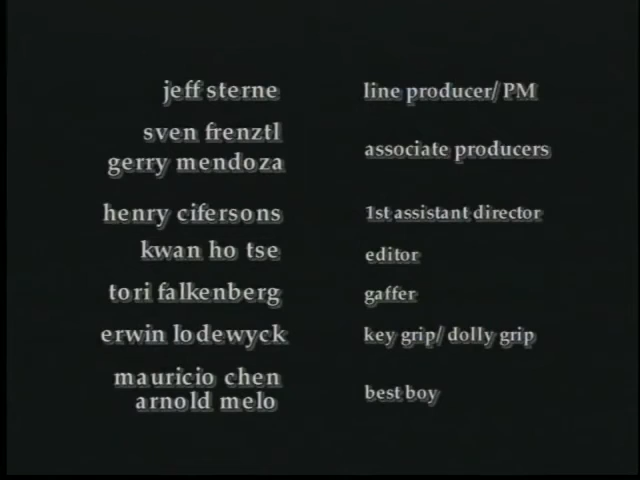 jeff sterne line producer/PM
sven frenztl
gerry mendoza associate producers
henry cifersons 1st assistant director
kwan ho tse editor
tori falkenberg gaffer
erwin lodewyck key grip/dolly grip
mauricio chen
arnold melo best boy